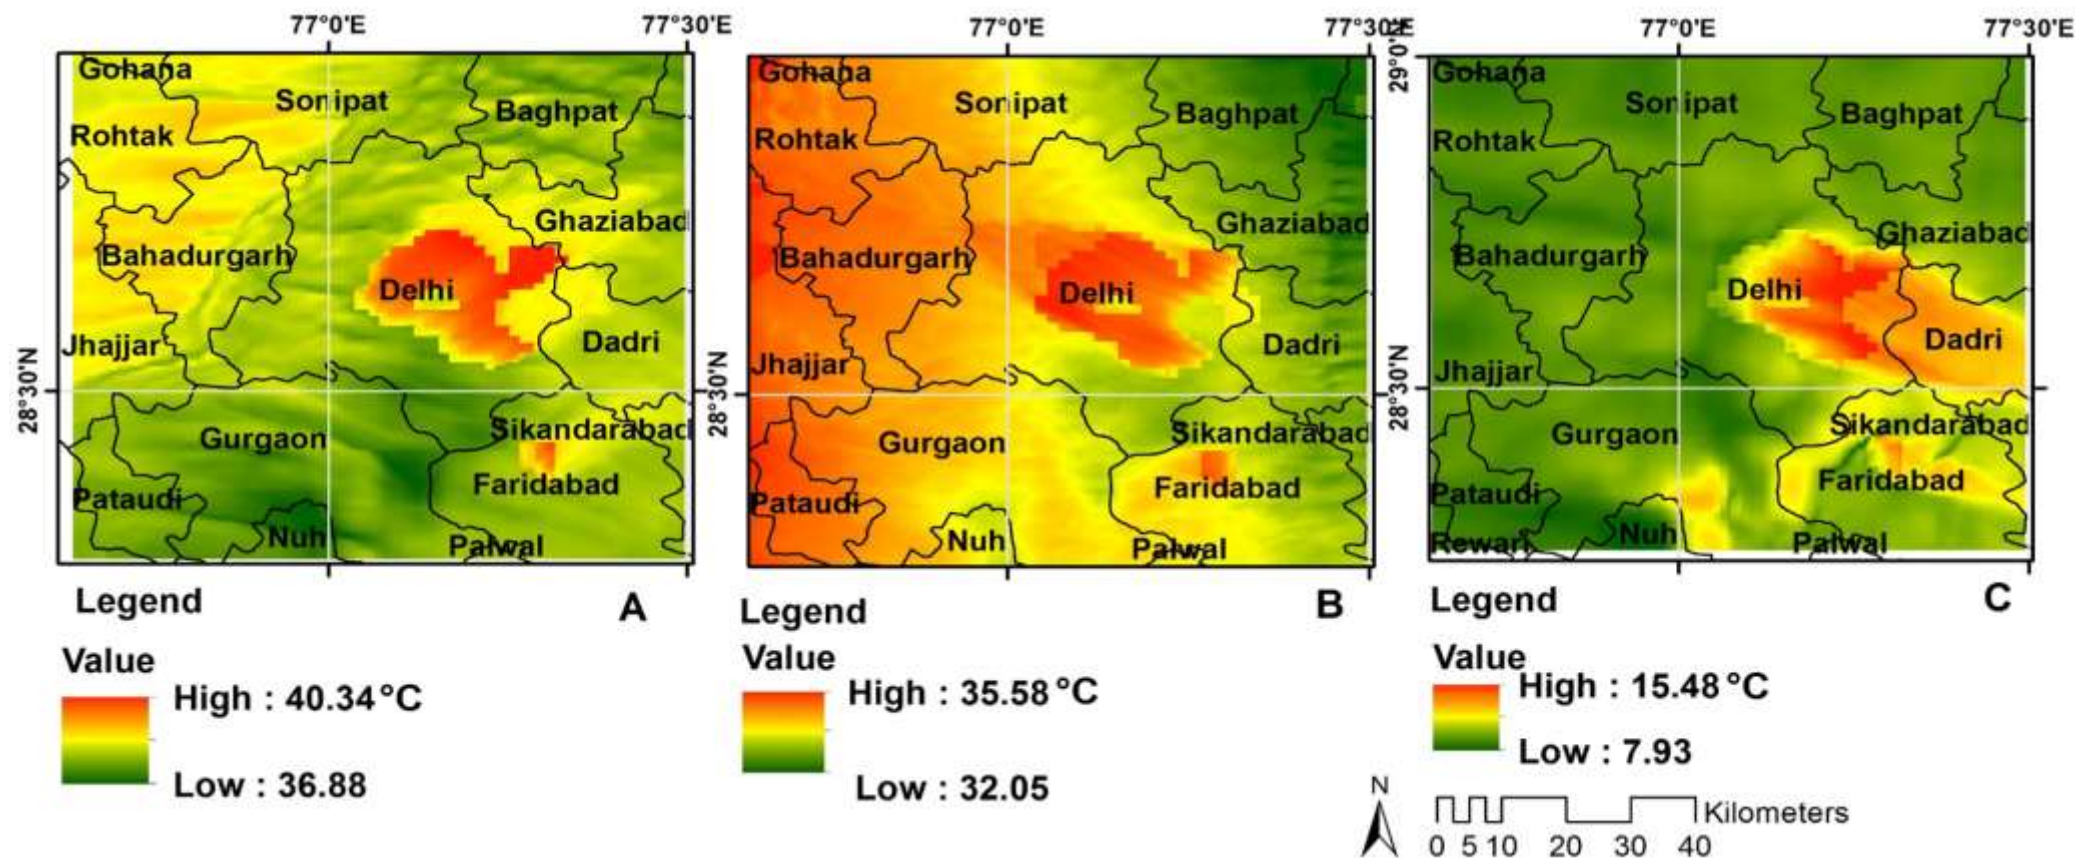 77°0'E 77°30'E
Gohana
Sonipat
Baghpat
Rohtak
Ghaziabad
Bahadurgarh
Delhi
Jhajjar
Dadri
28°30'N
Gurgaon
Sikandarabad
Faridabad
Pataudi
Nuh
Palwal
Legend
A
Value
High : 40.34°C
Low : 36.88
77°0'E 77°30'E
Gohana
Sonipat
Baghpat
Rohtak
Ghaziabad
Bahadurgarh
Delhi
Dadri
Jhajjar
28°30'N
Gurgaon
Sikandarabad
Faridabad
Pataudi
Nuh
Palwal
Legend
B
Value
High : 35.58°C
Low : 32.05
77°0'E 77°30'E
29°0'N
Gohana
Sonipat
Baghpat
Rohtak
Ghaziabad
Bahadurgarh
Delhi
Dadri
Jhajjar
28°30'N
Sikandarabad
Gurgaon
Faridabad
Pataudi
Nuh
Rewari
Palwal
Legend
C
Value
High : 15.48°C
Low : 7.93
N
Kilometers
0 5 10 20 30 40